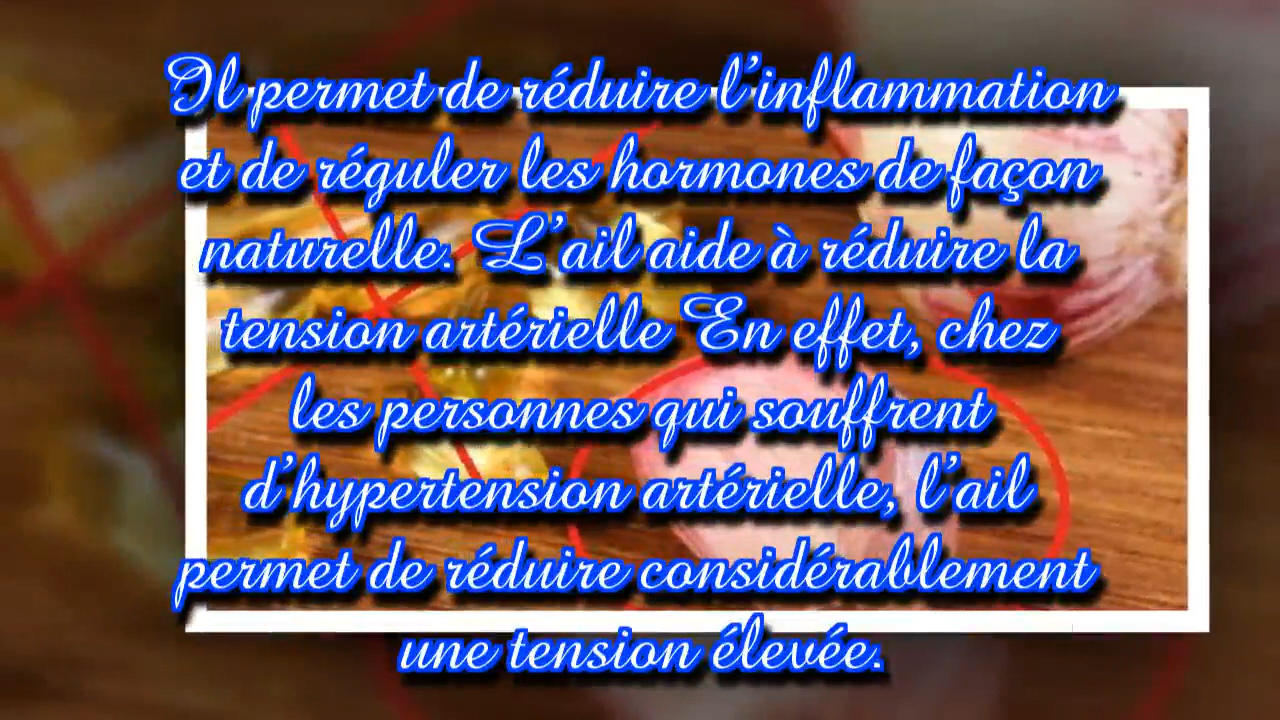 Il permet de réduire l'inflammation
et de réguler les hormones de façon
naturelle. L'ail aide à réduire la
tension artérielle En effet, chez
les personnes qui souffrent
d'hypertension artérielle, l'ail
permet de réduire considérablement
une tension élevée.